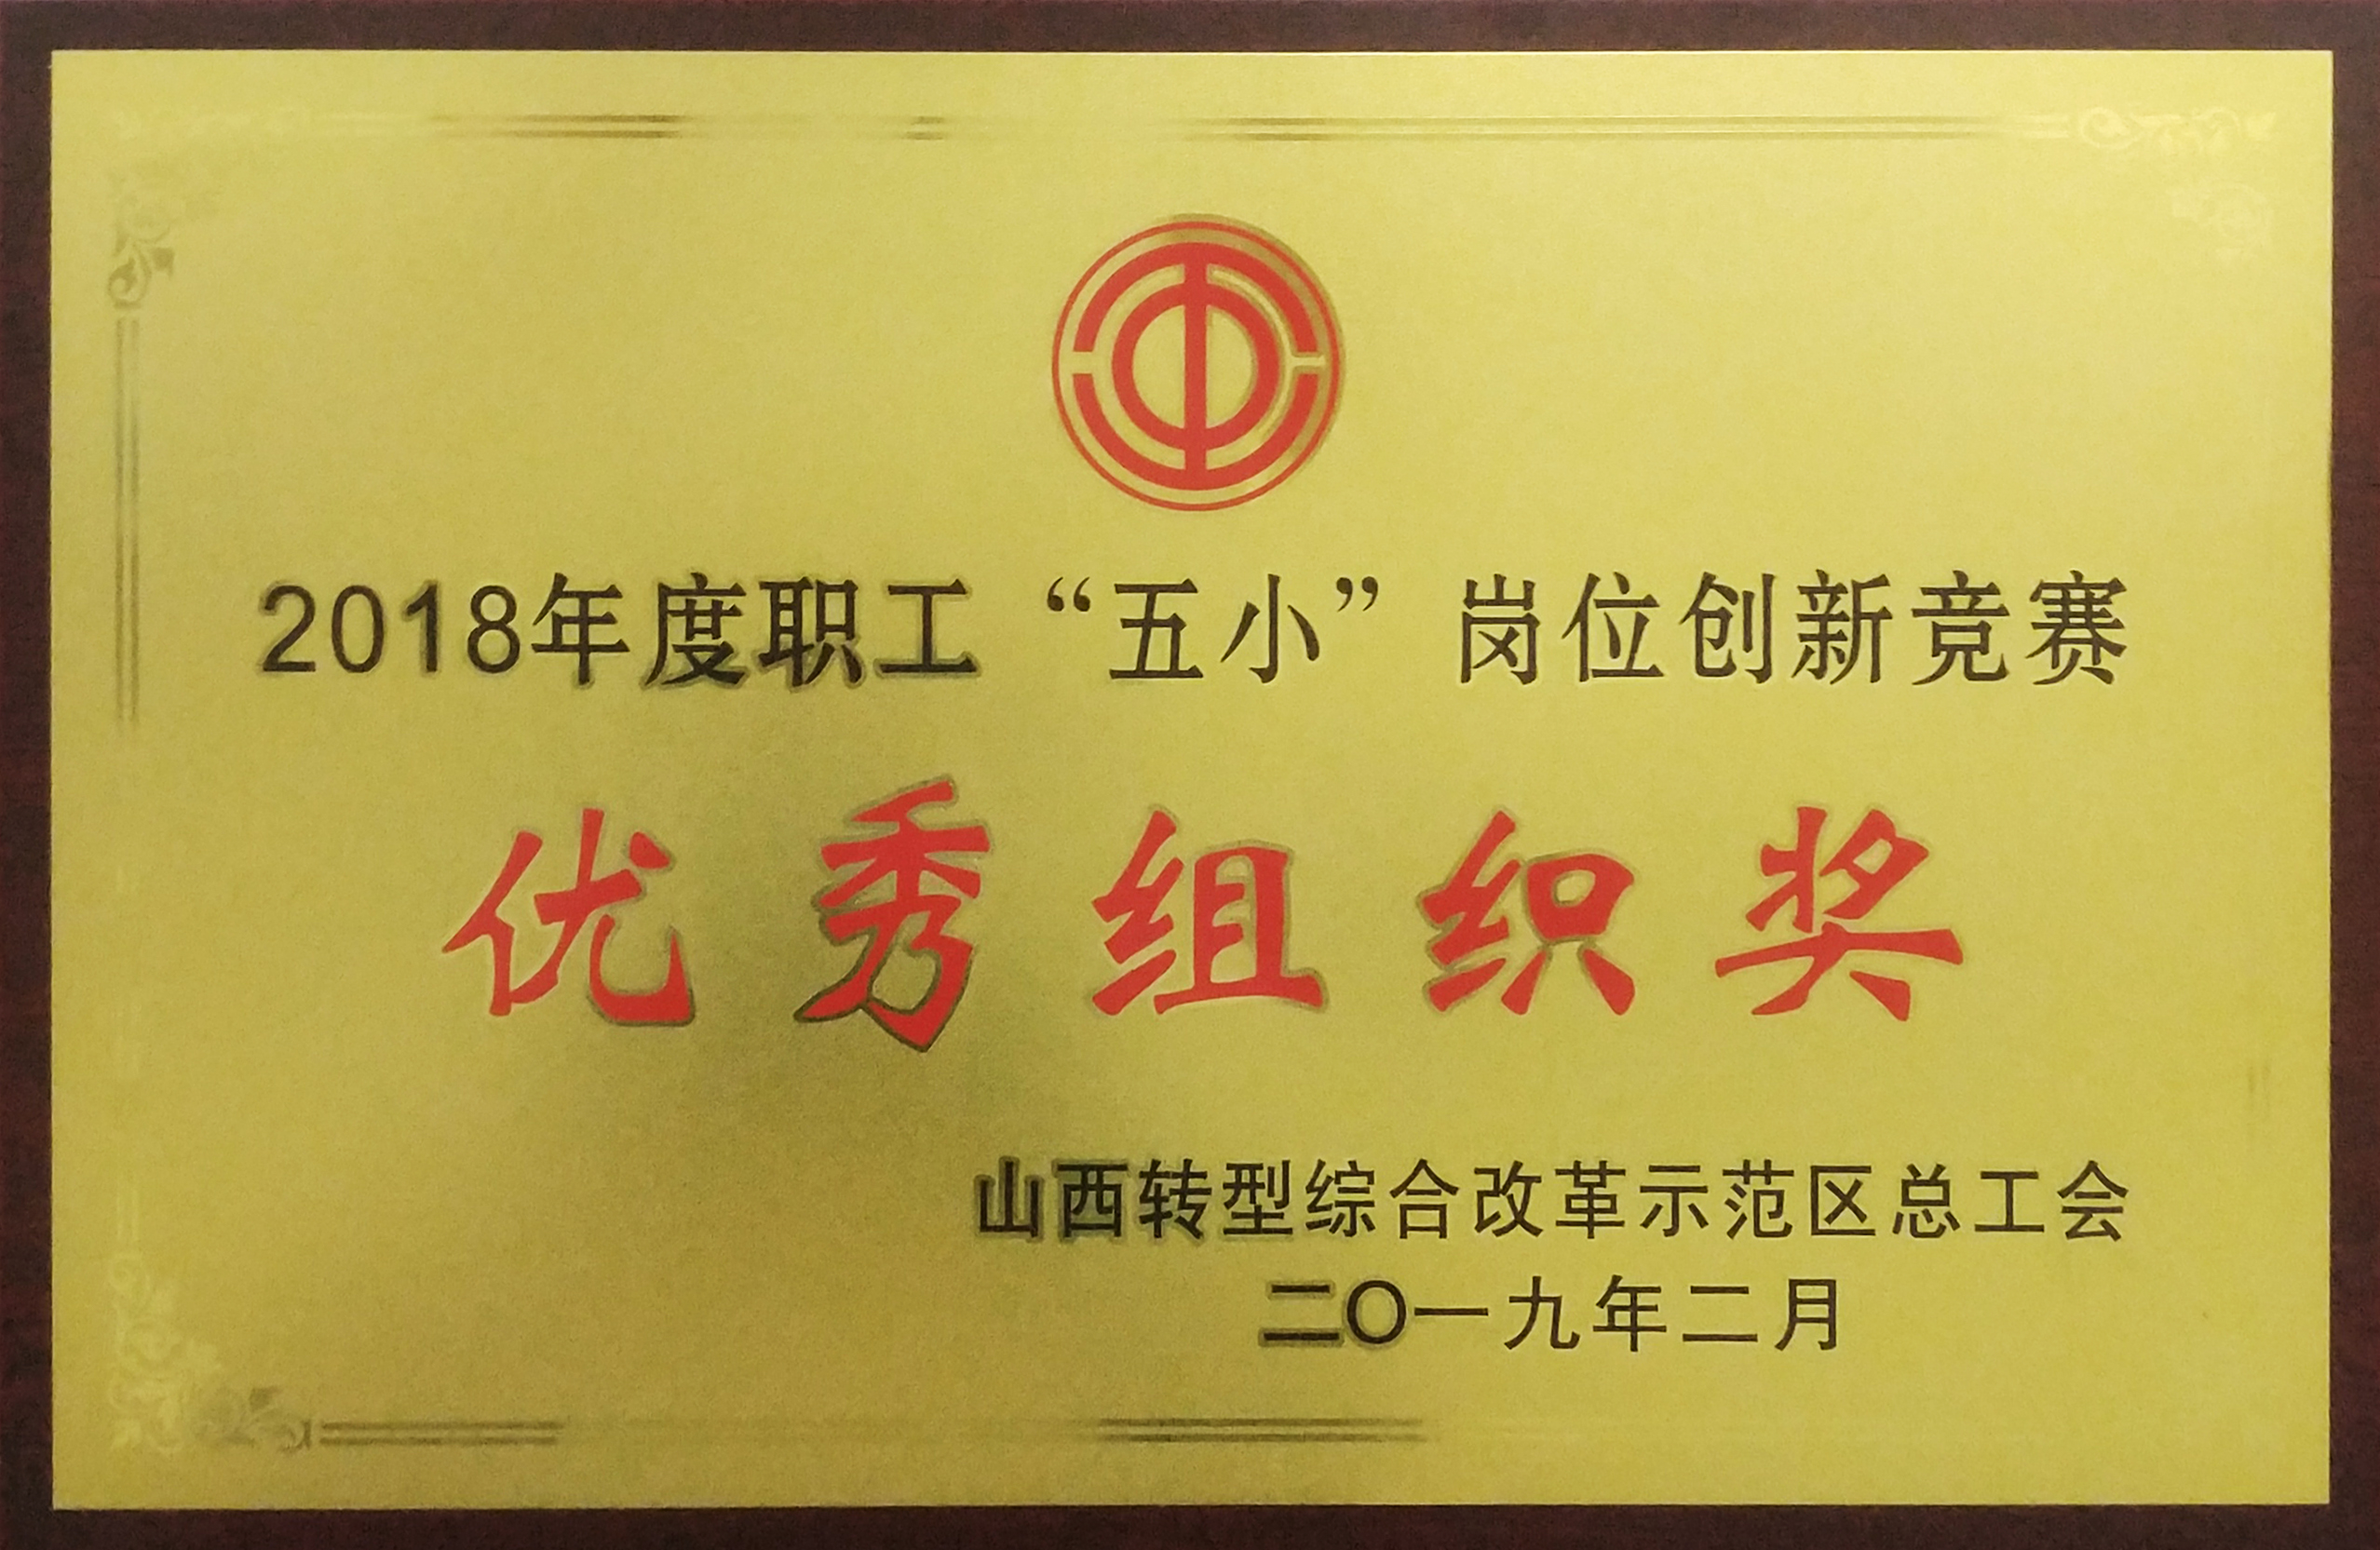 2018年度职工“五小”岗位创新竞赛
优秀组织奖
山西转型综合改革示范区总工会
二〇一九年二月